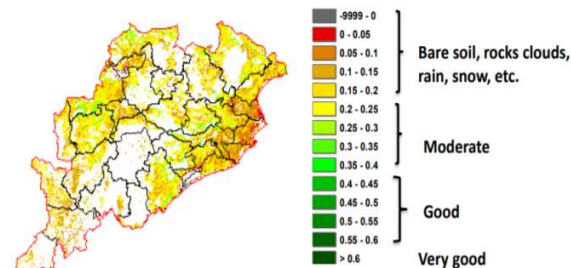 -9999 - 0
0 - 0.05
0.05 - 0.1
0.1 - 0.15
0.15 - 0.2
0.2 - 0.25
0.25 - 0.3
0.3 - 0.35
0.35 - 0.4
0.4 - 0.45
0.45 - 0.5
0.5 - 0.55
0.55 - 0.6
> 0.6
Bare soil, rocks clouds,
rain, snow, etc.
Moderate
Good
Very good